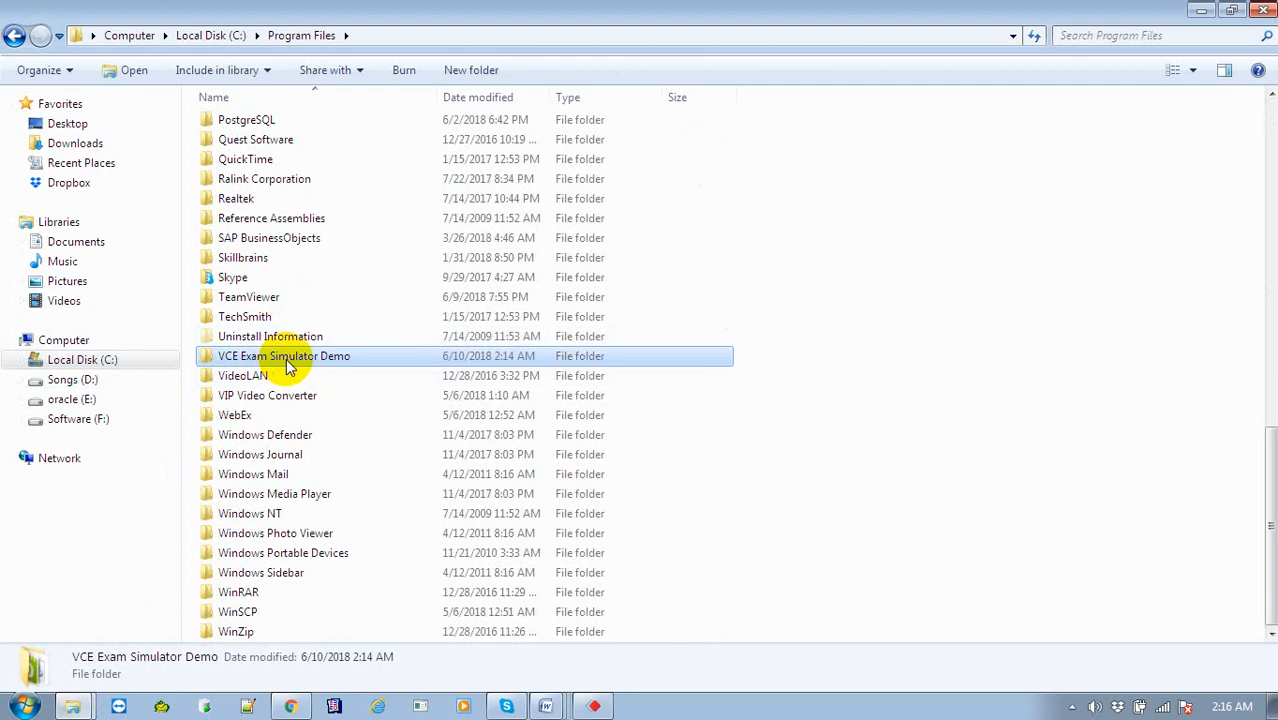 Computer ▸ Local Disk (C:) ▸ Program Files ▸
Search Program Files
Organize Open Include in library Share with Burn New folder
Name Date modified Type Size
Favorites
Desktop
Downloads
Recent Places
Dropbox
Libraries
Documents
Music
Pictures
Videos
Computer
Local Disk (C:)
Songs (D:)
oracle (E:)
Software (F:)
Network
PostgreSQL 6/2/2018 6:42 PM File folder
Quest Software 12/27/2016 10:19 ... File folder
QuickTime 1/15/2017 12:53 PM File folder
Ralink Corporation 7/22/2017 8:34 PM File folder
Realtek 7/14/2017 10:44 PM File folder
Reference Assemblies 7/14/2009 11:52 AM File folder
SAP BusinessObjects 3/26/2018 4:46 AM File folder
Skillbrains 1/31/2018 8:50 PM File folder
Skype 9/29/2017 4:27 AM File folder
TeamViewer 6/9/2018 7:55 PM File folder
TechSmith 1/15/2017 12:53 PM File folder
Uninstall Information 7/14/2009 11:53 AM File folder
VCE Exam Simulator Demo 6/10/2018 2:14 AM File folder
VideoLAN 12/28/2016 3:32 PM File folder
VIP Video Converter 5/6/2018 1:10 AM File folder
WebEx 5/6/2018 12:52 AM File folder
Windows Defender 11/4/2017 8:03 PM File folder
Windows Journal 11/4/2017 8:03 PM File folder
Windows Mail 4/12/2011 8:16 AM File folder
Windows Media Player 11/4/2017 8:03 PM File folder
Windows NT 7/14/2009 11:52 AM File folder
Windows Photo Viewer 4/12/2011 8:16 AM File folder
Windows Portable Devices 11/21/2010 3:33 AM File folder
Windows Sidebar 4/12/2011 8:16 AM File folder
WinRAR 12/28/2016 11:29 ... File folder
WinSCP 5/6/2018 12:51 AM File folder
WinZip 12/28/2016 11:26 ... File folder
VCE Exam Simulator Demo Date modified: 6/10/2018 2:14 AM
File folder
2:16 AM